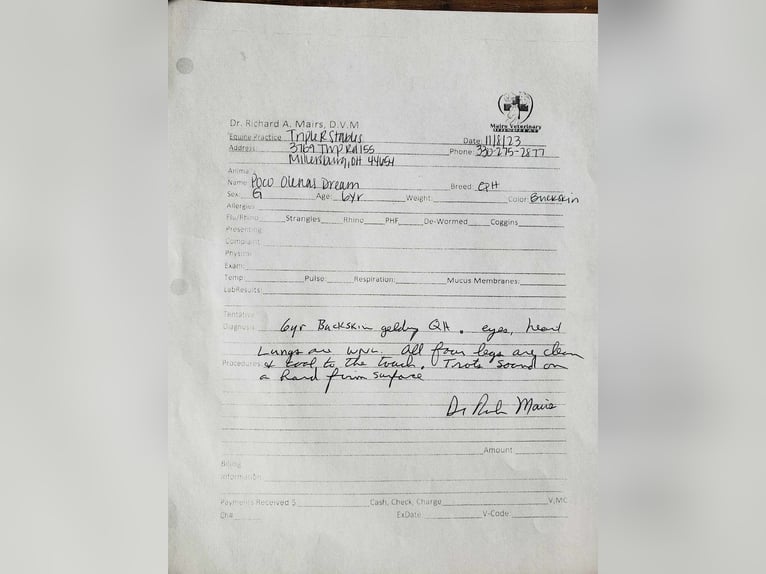 Mairs Veterinary
HOSPITAL
Dr. Richard A. Mairs, D.V.M
Equine Practice Triple R Stables Date: 11/8/23
Address: 3769 TWP Rd 155 Phone: 330-275-2877
Millersburg, OH 44654
Animal
Name: Poco Olenas Dream Breed: QH
Sex: G Age: 6yr Weight: Color: Buckskin
Allergies
Flu/Rhino Strangles Rhino PHF De-Wormed Coggins
Presenting
Complaint
Physical
Exam:
Temp: Pulse: Respiration: Mucus Membranes:
LabResults:
Tentative
Diagnosis 6yr Buckskin gelding QH. eyes, heart
Lungs are WNL. All four legs are clean
Procedures & cool to the touch. Trots sound on
a hard firm surface
Dr Mairs
Amount:
Billing
Information:
Payments Received $ Cash, Check, Charge V,MC
Ch# ExDate: V-Code: